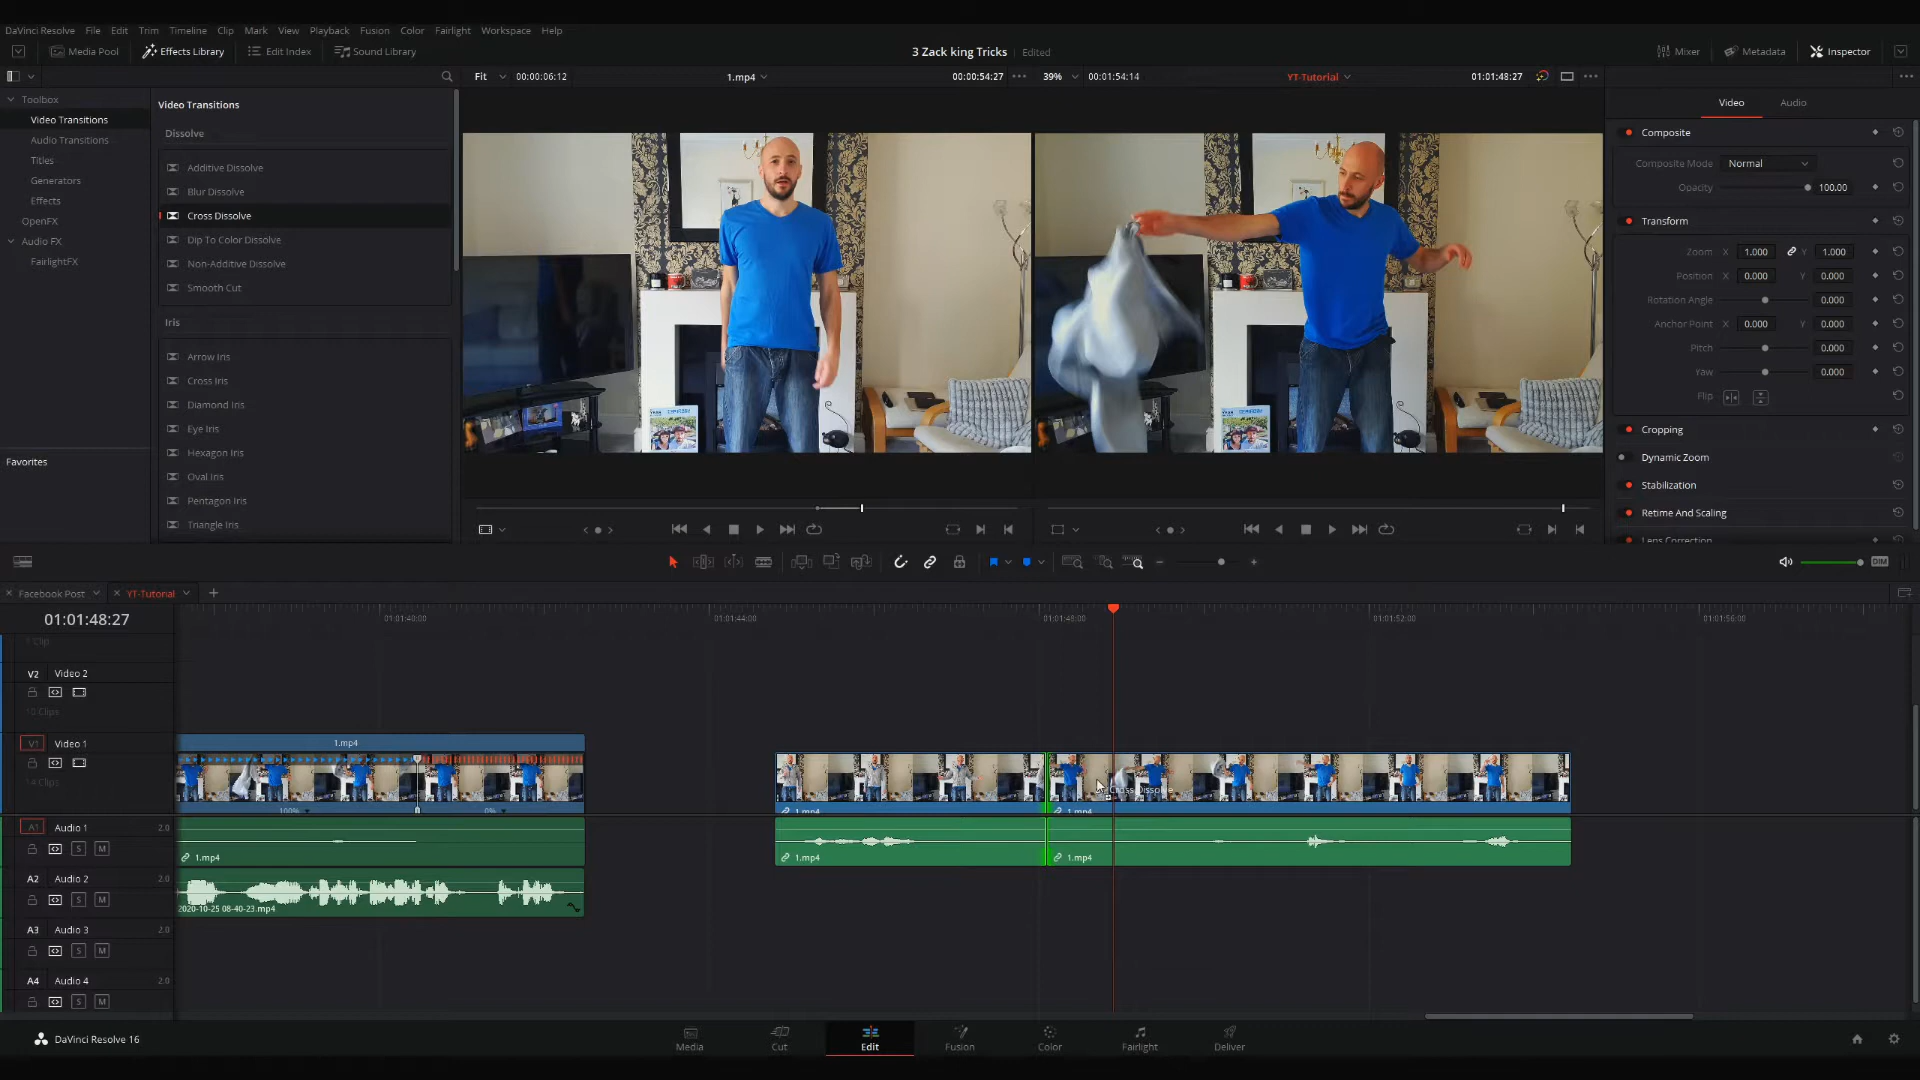 DaVinci Resolve File Edit Trim Timeline Clip Mark View Playback Fusion Color Fairlight Workspace Help
Media Pool Effects Library Edit Index Sound Library 3 Zack king Tricks Edited Mixer Metadata Inspector
Fit 00:00:06:12 1.mp4 00:00:54:27 39% 00:01:54:14 YT-Tutorial 01:01:48:27
Toolbox
Video Transitions
Audio Transitions
Titles
Generators
Effects
OpenFX
Audio FX
FairlightFX
Favorites
Video Transitions
Dissolve
Additive Dissolve
Blur Dissolve
Cross Dissolve
Dip To Color Dissolve
Non-Additive Dissolve
Smooth Cut
Iris
Arrow Iris
Cross Iris
Diamond Iris
Eye Iris
Hexagon Iris
Oval Iris
Pentagon Iris
Triangle Iris
Video Audio
Composite
Composite Mode Normal
Opacity 100.00
Transform
Zoom X 1.000 Y 1.000
Position X 0.000 Y 0.000
Rotation Angle 0.000
Anchor Point X 0.000 Y 0.000
Pitch 0.000
Yaw 0.000
Flip
Cropping
Dynamic Zoom
Stabilization
Retime And Scaling
Lens Correction
DIM
Facebook Post YT-Tutorial
01:01:48:27 01:01:40:00 01:01:44:00 01:01:48:00 01:01:52:00 01:01:56:00
1 Clip
V2 Video 2
10 Clips
V1 Video 1 1.mp4
14 Clips
Cross Dissolve
100% 0% 1.mp4 1.mp4
A1 Audio 1 2.0
S M 1.mp4 1.mp4 1.mp4
A2 Audio 2 2.0
S M 2020-10-25 08-40-23.mp4
A3 Audio 3 2.0
S M
A4 Audio 4 2.0
S M
DaVinci Resolve 16 Media Cut Edit Fusion Color Fairlight Deliver